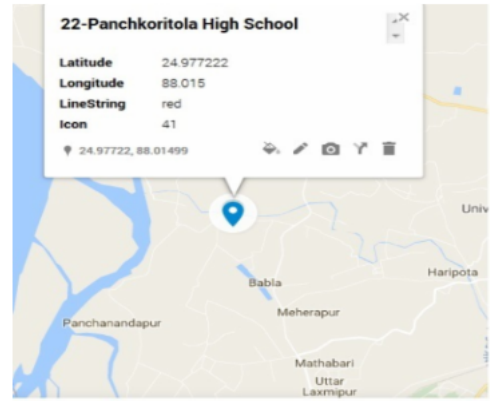 22-Panchkoritola High School
Latitude 24.977222
Longitude 88.015
LineString red
Icon 41
24.97722, 88.01499
Univ
Babla
Haripota
Meherapur
Panchanandapur
Mathabari
Uttar
Laxmipur